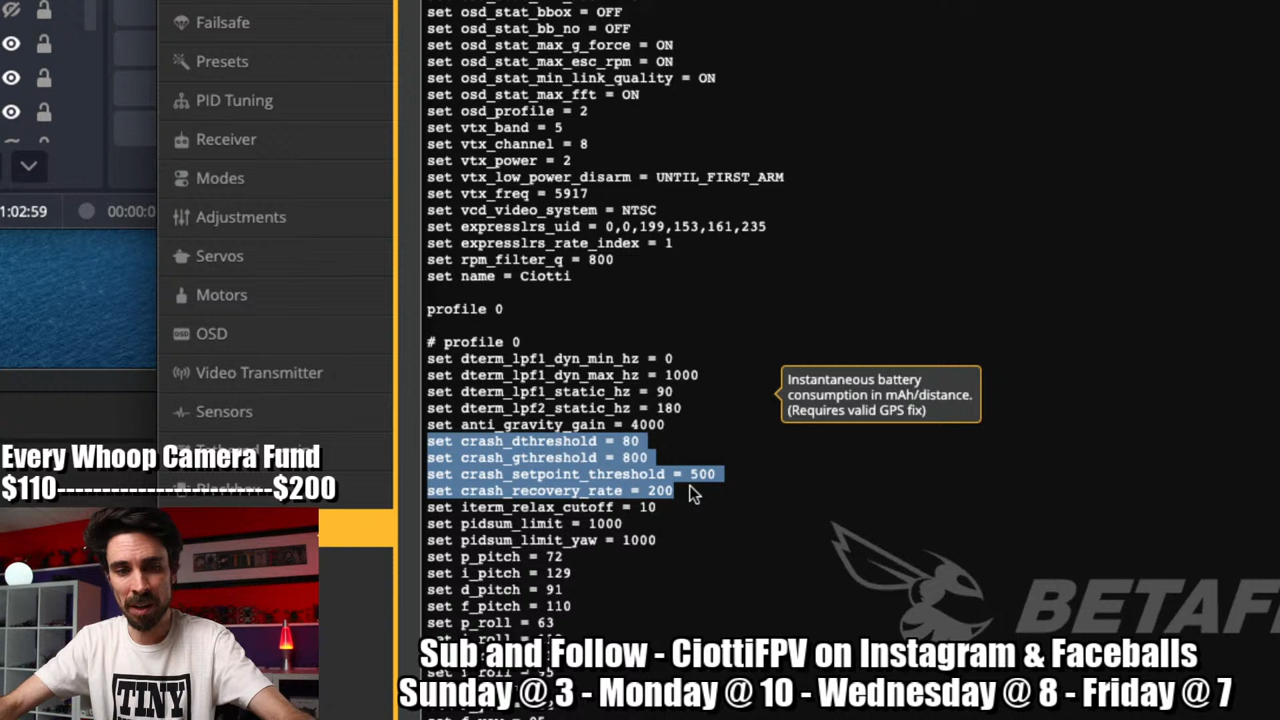 Failsafe
Presets
PID Tuning
Receiver
Modes
Adjustments
Servos
Motors
OSD
Video Transmitter
Sensors
1:02:59
00:00:0
set osd_stat_bbox = OFF
set osd_stat_bb_no = OFF
set osd_stat_max_g_force = ON
set osd_stat_max_esc_rpm = ON
set osd_stat_min_link_quality = ON
set osd_stat_max_fft = ON
set osd_profile = 2
set vtx_band = 5
set vtx_channel = 8
set vtx_power = 2
set vtx_low_power_disarm = UNTIL_FIRST_ARM
set vtx_freq = 5917
set vcd_video_system = NTSC
set expresslrs_uid = 0,0,199,153,161,235
set expresslrs_rate_index = 1
set rpm_filter_q = 800
set name = Ciotti
profile 0
# profile 0
set dterm_lpf1_dyn_min_hz = 0
set dterm_lpf1_dyn_max_hz = 1000
set dterm_lpf1_static_hz = 90
set dterm_lpf2_static_hz = 180
set anti_gravity_gain = 4000
set crash_dthreshold = 80
set crash_gthreshold = 800
set crash_setpoint_threshold = 500
set crash_recovery_rate = 200
set iterm_relax_cutoff = 10
set pidsum_limit = 1000
set pidsum_limit_yaw = 1000
set p_pitch = 72
set i_pitch = 129
set d_pitch = 91
set f_pitch = 110
set p_roll = 63
Instantaneous battery
consumption in mAh/distance.
(Requires valid GPS fix)
BETAF
Every Whoop Camera Fund
$110-----------------------$200
TINY
Sub and Follow - CiottiFPV on Instagram & Faceballs
Sunday @ 3 - Monday @ 10 - Wednesday @ 8 - Friday @ 7